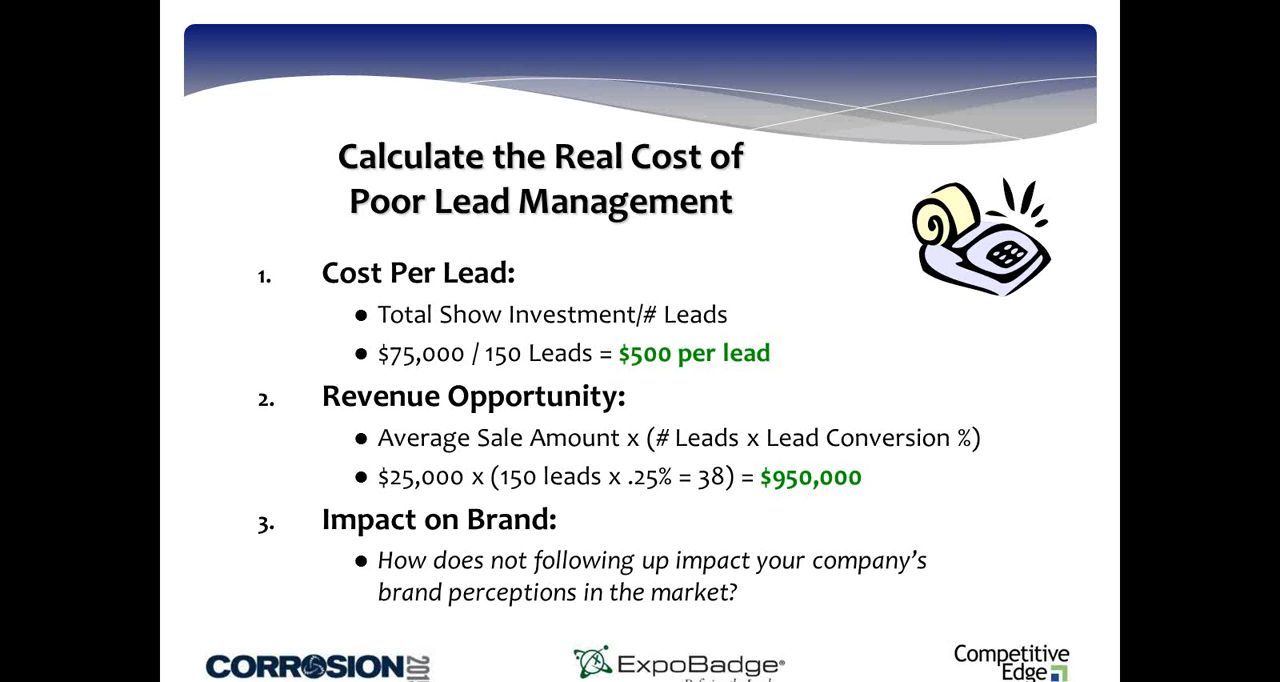 Calculate the Real Cost of
Poor Lead Management
1. Cost Per Lead:
● Total Show Investment/# Leads
● $75,000 / 150 Leads = $500 per lead
2. Revenue Opportunity:
● Average Sale Amount x (# Leads x Lead Conversion %)
● $25,000 x (150 leads x .25% = 38) = $950,000
3. Impact on Brand:
● How does not following up impact your company’s
brand perceptions in the market?
CORROSION
ExpoBadge®
Competitive
Edge